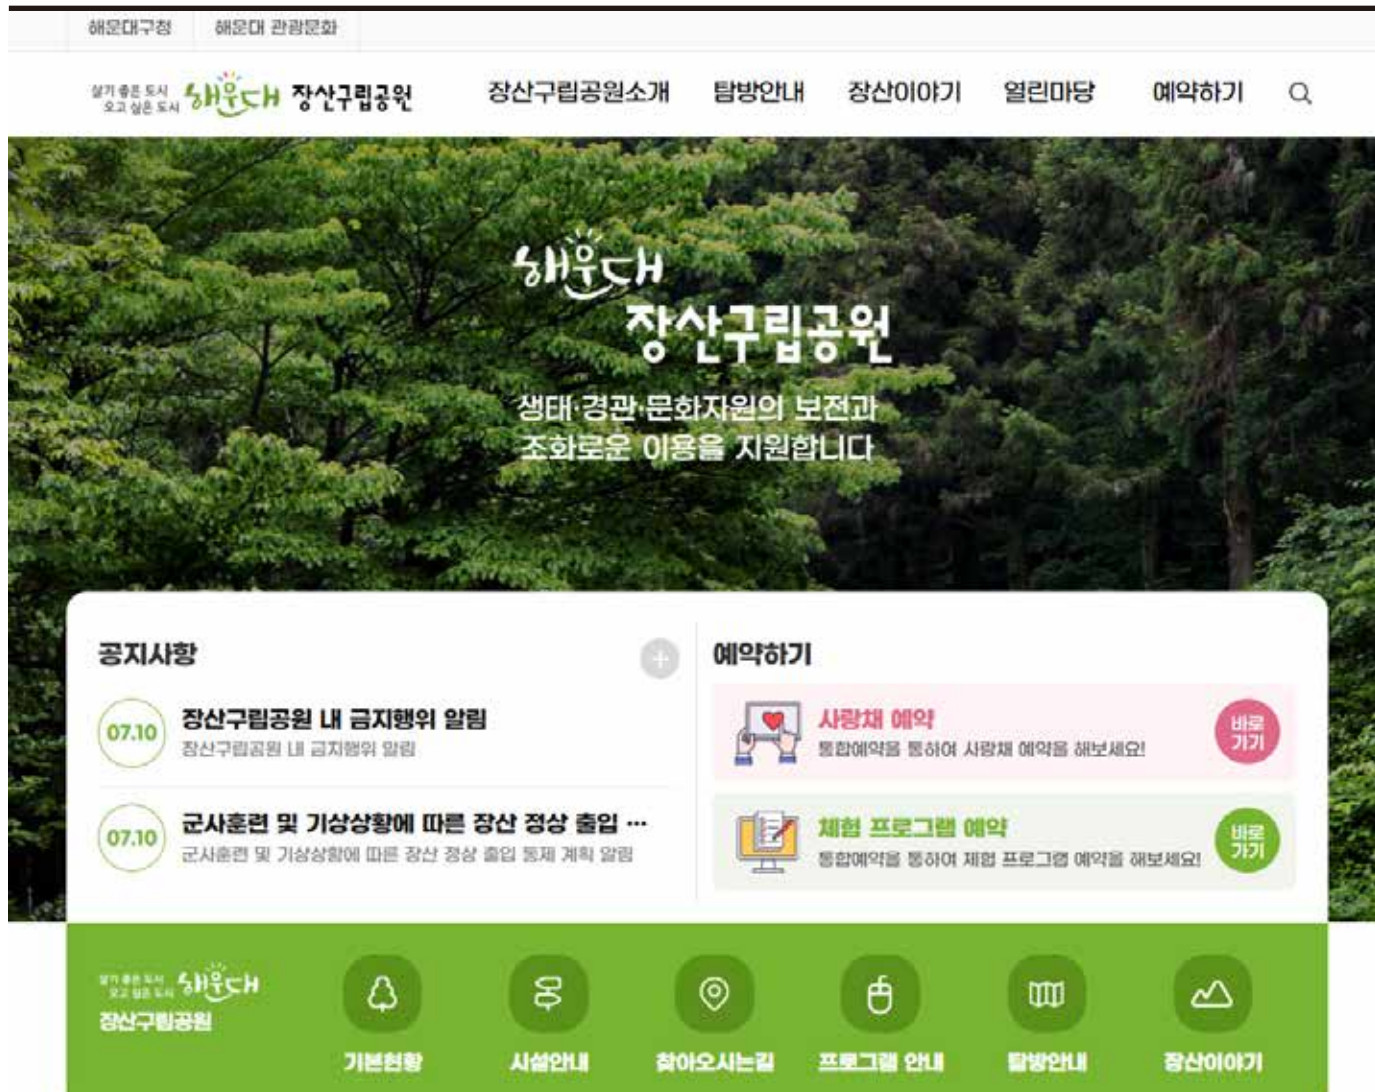 해운대구청 해운대 관광문화
살기 좋은 도시
오고 싶은 도시
해운대 장산구립공원
장산구립공원소개 탐방안내 장산이야기 열린마당 예약하기
해운대
장산구립공원
생태·경관·문화자원의 보전과
조화로운 이용을 지원합니다
공지사항
07.10
장산구립공원 내 금지행위 알림
장산구립공원 내 금지행위 알림
07.10
군사훈련 및 기상상황에 따른 장산 정상 출입 ···
군사훈련 및 기상상황에 따른 장산 정상 출입 통제 계획 알림
예약하기
사랑채 예약
통합예약을 통하여 사랑채 예약을 해보세요!
바로
가기
체험 프로그램 예약
통합예약을 통하여 체험 프로그램 예약을 해보세요!
바로
가기
살기 좋은 도시
오고 싶은 도시
해운대
장산구립공원
기본현황 시설안내 찾아오시는길 프로그램 안내 탐방안내 장산이야기